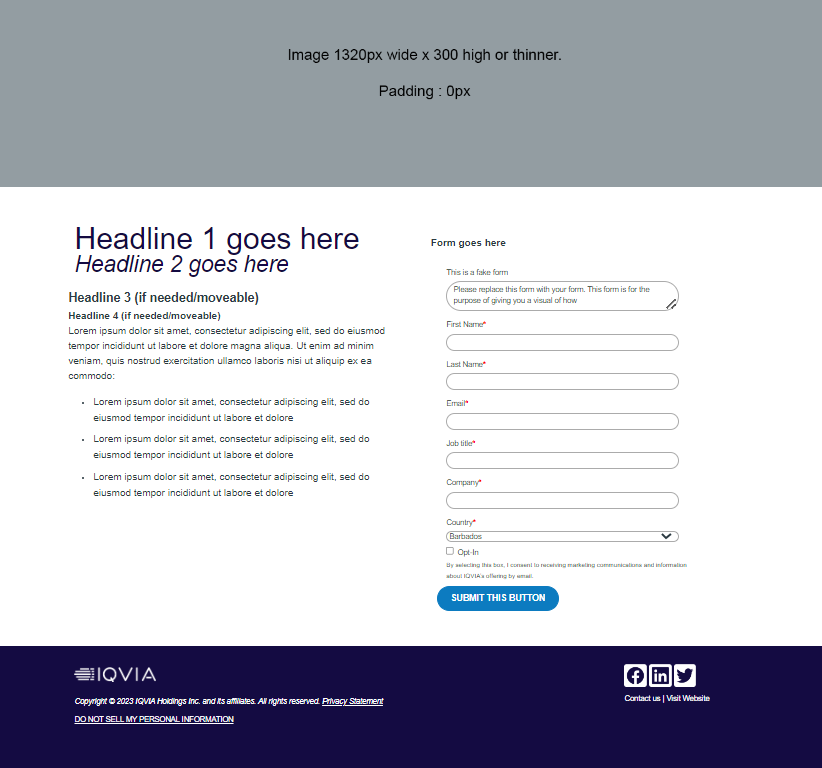 Image 1320px wide x 300 high or thinner.
Padding : 0px
Headline 1 goes here
Headline 2 goes here
Headline 3 (if needed/moveable)
Headline 4 (if needed/moveable)
Lorem ipsum dolor sit amet, consectetur adipiscing elit, sed do eiusmod
tempor incididunt ut labore et dolore magna aliqua. Ut enim ad minim
veniam, quis nostrud exercitation ullamco laboris nisi ut aliquip ex ea
commodo:
• Lorem ipsum dolor sit amet, consectetur adipiscing elit, sed do
eiusmod tempor incididunt ut labore et dolore
• Lorem ipsum dolor sit amet, consectetur adipiscing elit, sed do
eiusmod tempor incididunt ut labore et dolore
• Lorem ipsum dolor sit amet, consectetur adipiscing elit, sed do
eiusmod tempor incididunt ut labore et dolore
Form goes here
This is a fake form
Please replace this form with your form. This form is for the
purpose of giving you a visual of how
First Name*
Last Name*
Email*
Job title*
Company*
Country*
Barbados
Opt-In
By selecting this box, I consent to receiving marketing communications and information
about IQVIA's offering by email.
SUBMIT THIS BUTTON
IQVIA
Copyright © 2023 IQVIA Holdings Inc. and its affiliates. All rights reserved. Privacy Statement
DO NOT SELL MY PERSONAL INFORMATION
Contact us | Visit Website